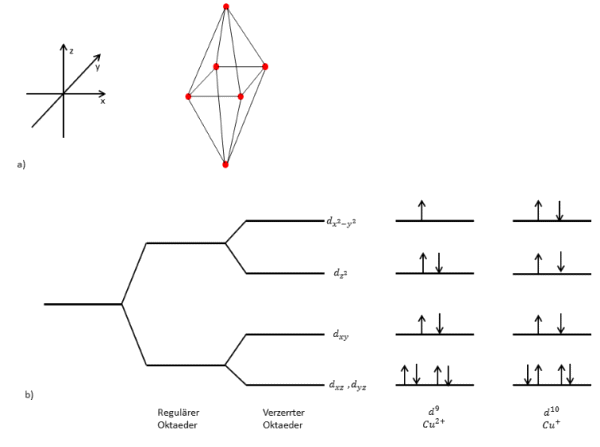 z
y
x
a)
d_{x²−y²}
d_{z²}
d_{xy}
d_{xz} , d_{yz}
b)
Regulärer
Oktaeder
Verzerrter
Oktaeder
d⁹
Cu²⁺
d¹⁰
Cu⁺